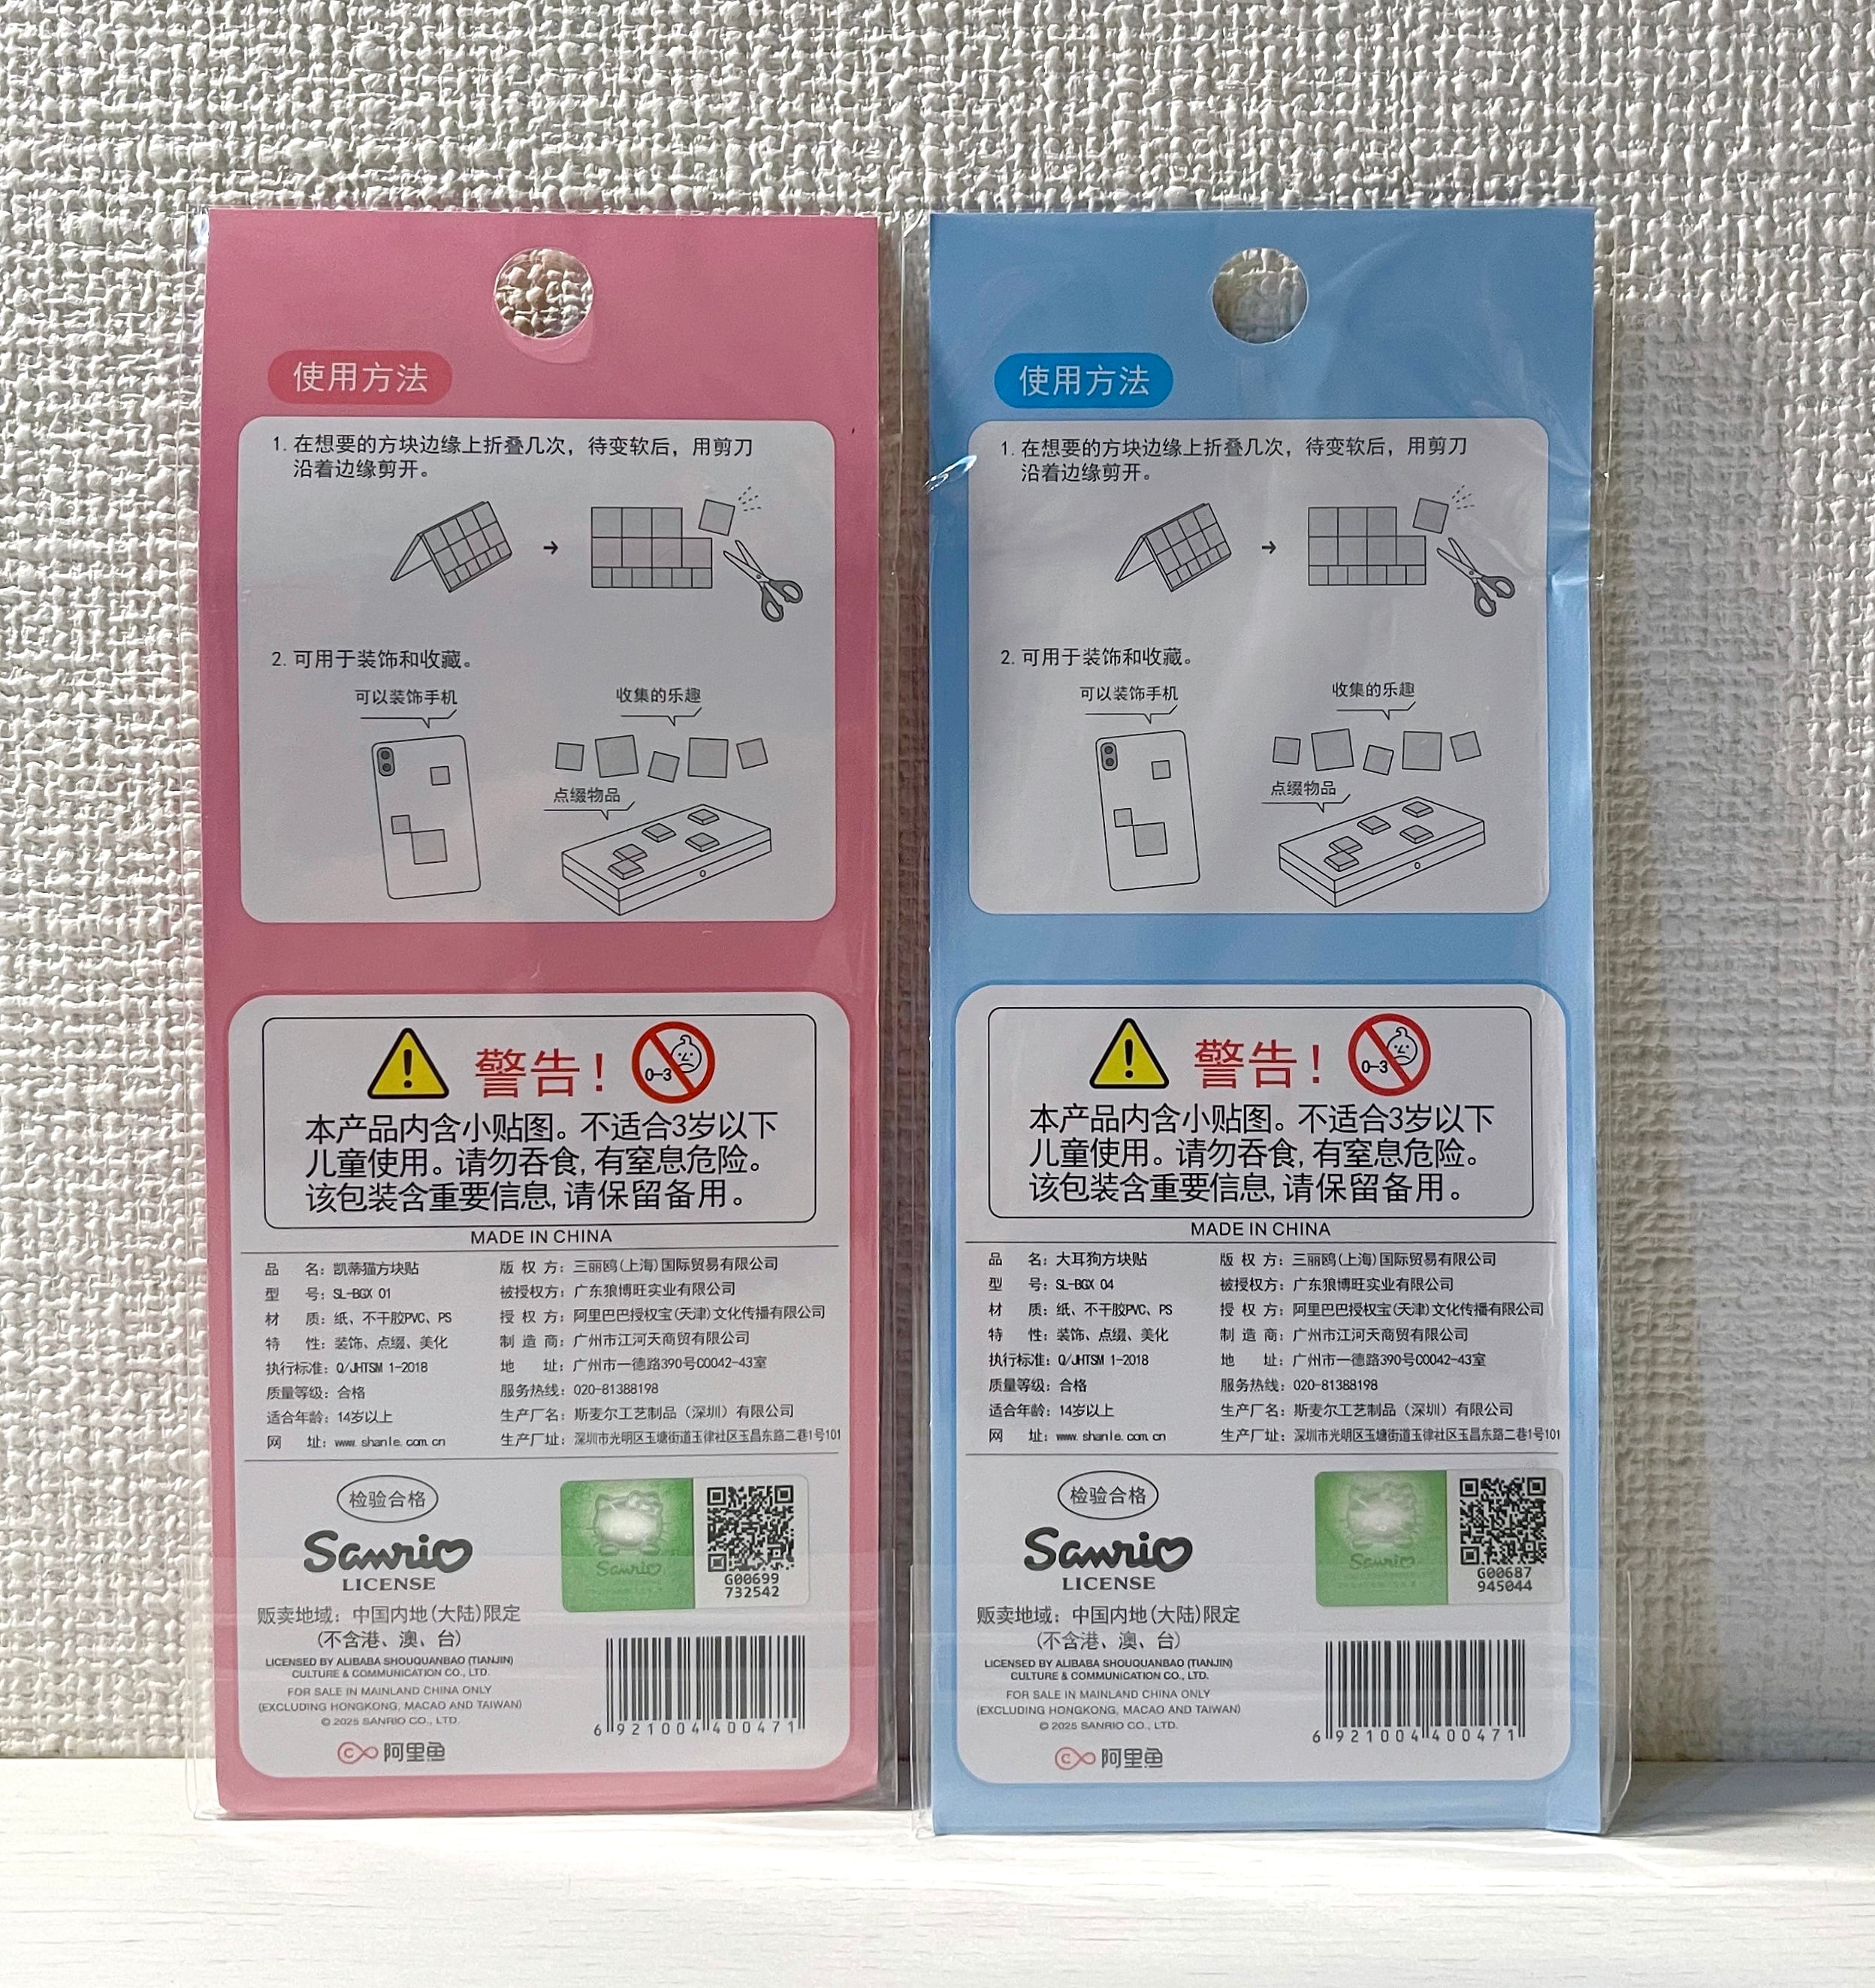 使用方法
1. 在想要的方块边缘上折叠几次，待变软后，用剪刀
沿着边缘剪开。
2. 可用于装饰和收藏。
可以装饰手机
收集的乐趣
点缀物品
警告！
0-3
本产品内含小贴图。不适合3岁以下
儿童使用。请勿吞食，有窒息危险。
该包装含重要信息，请保留备用。
MADE IN CHINA
品 名：凯蒂猫方块贴
型 号：SL-BGX 01
材 质：纸、不干胶PVC、PS
特 性：装饰、点缀、美化
执行标准：Q/JHTSM 1-2018
质量等级：合格
适合年龄：14岁以上
网 址：www.shanle.com.cn
版 权 方：三丽鸥(上海)国际贸易有限公司
被授权方：广东狼博旺实业有限公司
授 权 方：阿里巴巴授权宝(天津)文化传播有限公司
制 造 商：广州市江河天商贸有限公司
地 址：广州市一德路390号C0042-43室
服务热线：020-81388198
生产厂名：斯麦尔工艺制品（深圳）有限公司
生产厂址：深圳市光明区玉塘街道玉律社区玉昌东路二巷1号101
检验合格
Sanrio
LICENSE
贩卖地域：中国内地(大陆)限定
(不含港、澳、台)
LICENSED BY ALIBABA SHOUQUANBAO (TIANJIN)
CULTURE & COMMUNICATION CO., LTD.
FOR SALE IN MAINLAND CHINA ONLY
(EXCLUDING HONGKONG, MACAO AND TAIWAN)
© 2025 SANRIO CO., LTD.
阿里鱼
Sanrio
G00699
732542
6 921004 400471
使用方法
1. 在想要的方块边缘上折叠几次，待变软后，用剪刀
沿着边缘剪开。
2. 可用于装饰和收藏。
可以装饰手机
收集的乐趣
点缀物品
警告！
0-3
本产品内含小贴图。不适合3岁以下
儿童使用。请勿吞食，有窒息危险。
该包装含重要信息，请保留备用。
MADE IN CHINA
品 名：大耳狗方块贴
型 号：SL-BGX 04
材 质：纸、不干胶PVC、PS
特 性：装饰、点缀、美化
执行标准：Q/JHTSM 1-2018
质量等级：合格
适合年龄：14岁以上
网 址：www.shanle.com.cn
版 权 方：三丽鸥(上海)国际贸易有限公司
被授权方：广东狼博旺实业有限公司
授 权 方：阿里巴巴授权宝(天津)文化传播有限公司
制 造 商：广州市江河天商贸有限公司
地 址：广州市一德路390号C0042-43室
服务热线：020-81388198
生产厂名：斯麦尔工艺制品（深圳）有限公司
生产厂址：深圳市光明区玉塘街道玉律社区玉昌东路二巷1号101
检验合格
Sanrio
LICENSE
贩卖地域：中国内地(大陆)限定
(不含港、澳、台)
LICENSED BY ALIBABA SHOUQUANBAO (TIANJIN)
CULTURE & COMMUNICATION CO., LTD.
FOR SALE IN MAINLAND CHINA ONLY
(EXCLUDING HONGKONG, MACAO AND TAIWAN)
© 2025 SANRIO CO., LTD.
阿里鱼
Sanrio
G00687
945044
6 921004 400471